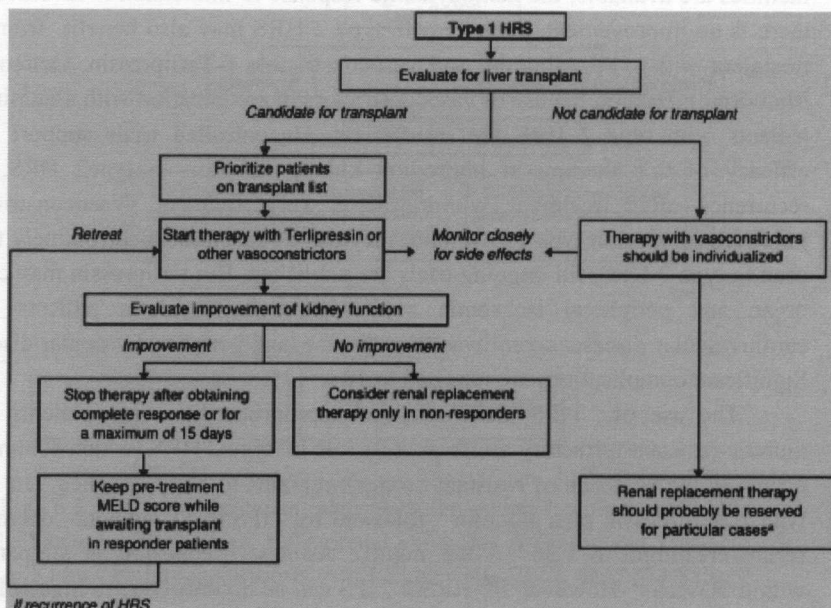 Type 1 HRS
Evaluate for liver transplant
Candidate for transplant
Not candidate for transplant
Prioritize patients
on transplant list
Retreat
Start therapy with Terlipressin
or other vasoconstrictors
Monitor closely
for side effects
Therapy with vasoconstrictors
should be individualized
Evaluate improvement of kidney function
Improvement
No improvement
Stop therapy after obtaining
complete response or for
a maximum of 15 days
Consider renal replacement
therapy only in non-responders
Keep pre-treatment
MELD score while
awaiting transplant
in responder patients
Renal replacement therapy
should probably be reserved
for particular casesª
If recurrence of HRS